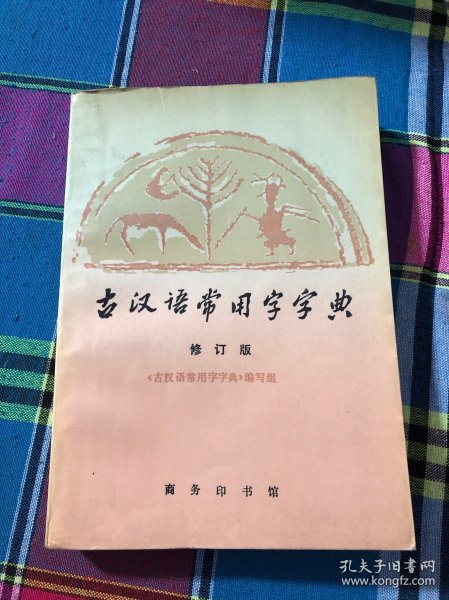 古汉语常用字字典
修订版
《古汉语常用字字典》编写组
商务印书馆
孔夫子旧书网
www.kongfz.com